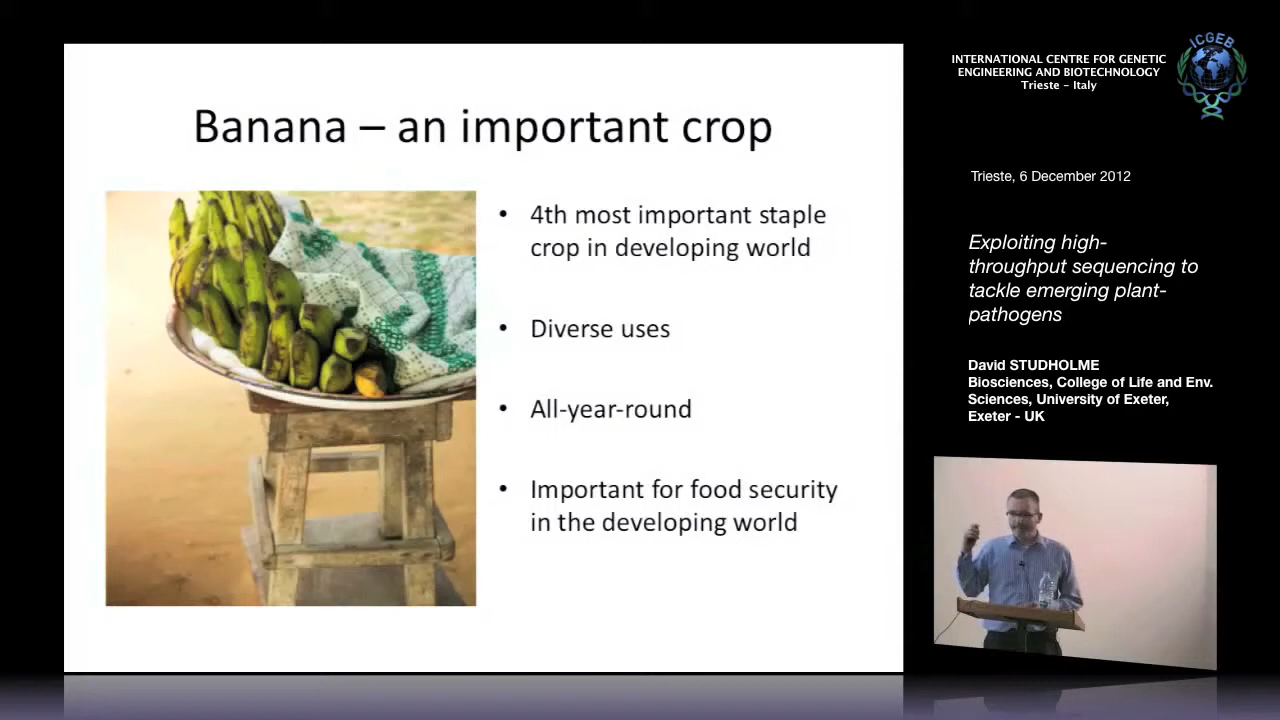 Banana – an important crop
• 4th most important staple
crop in developing world
• Diverse uses
• All-year-round
• Important for food security
in the developing world
INTERNATIONAL CENTRE FOR GENETIC
ENGINEERING AND BIOTECHNOLOGY
Trieste – Italy
ICGEB
Trieste, 6 December 2012
Exploiting high-
throughput sequencing to
tackle emerging plant-
pathogens
David STUDHOLME
Biosciences, College of Life and Env.
Sciences, University of Exeter,
Exeter - UK